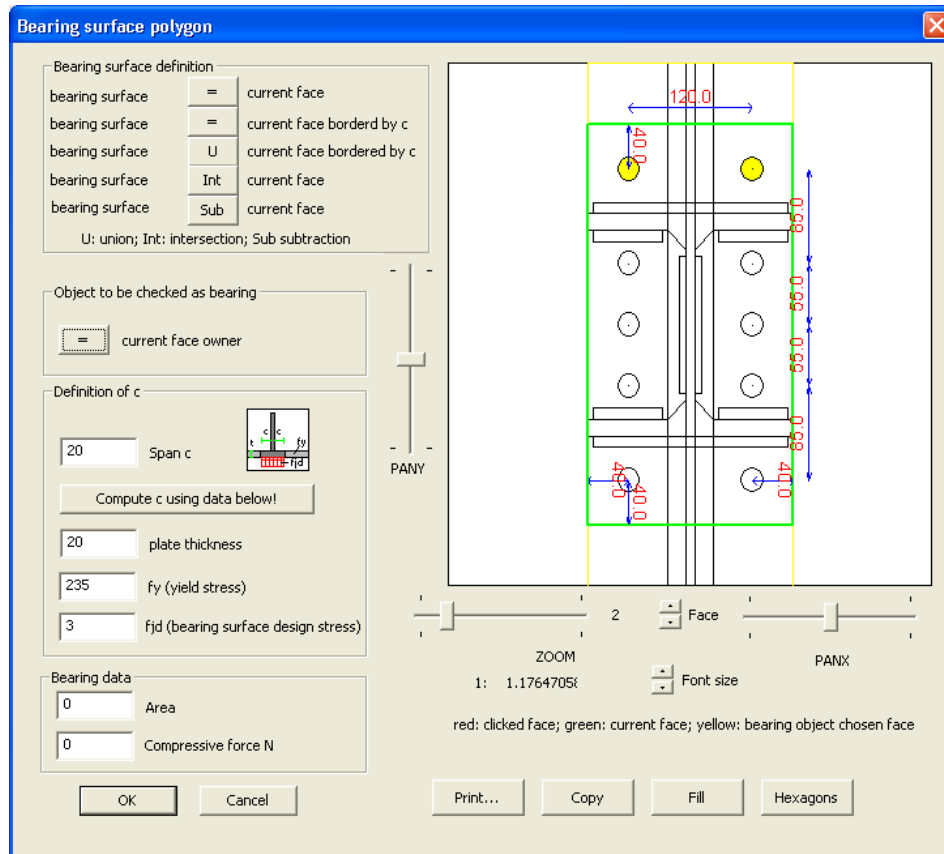 Bearing surface polygon
Bearing surface definition
bearing surface = current face
bearing surface = current face borderd by c
bearing surface U current face bordered by c
bearing surface Int current face
bearing surface Sub current face
U: union; Int: intersection; Sub subtraction
Object to be checked as bearing
= current face owner
Definition of c
c c
t fy
fjd
20 Span c
Compute c using data below!
20 plate thickness
235 fy (yield stress)
3 fjd (bearing surface design stress)
Bearing data
0 Area
0 Compressive force N
OK Cancel
PANY
120.0
40.0
85.0
55.0
55.0
85.0
40.0
40.0
40.0
2 Face
ZOOM
PANX
1: 1.1764705
Font size
red: clicked face; green: current face; yellow: bearing object chosen face
Print... Copy Fill Hexagons